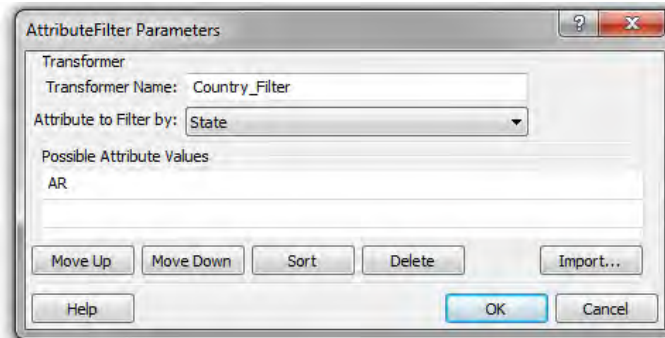 AttributeFilter Parameters
Transformer
Transformer Name: Country_Filter
Attribute to Filter by: State
Possible Attribute Values
AR
Move Up Move Down Sort Delete Import...
Help OK Cancel